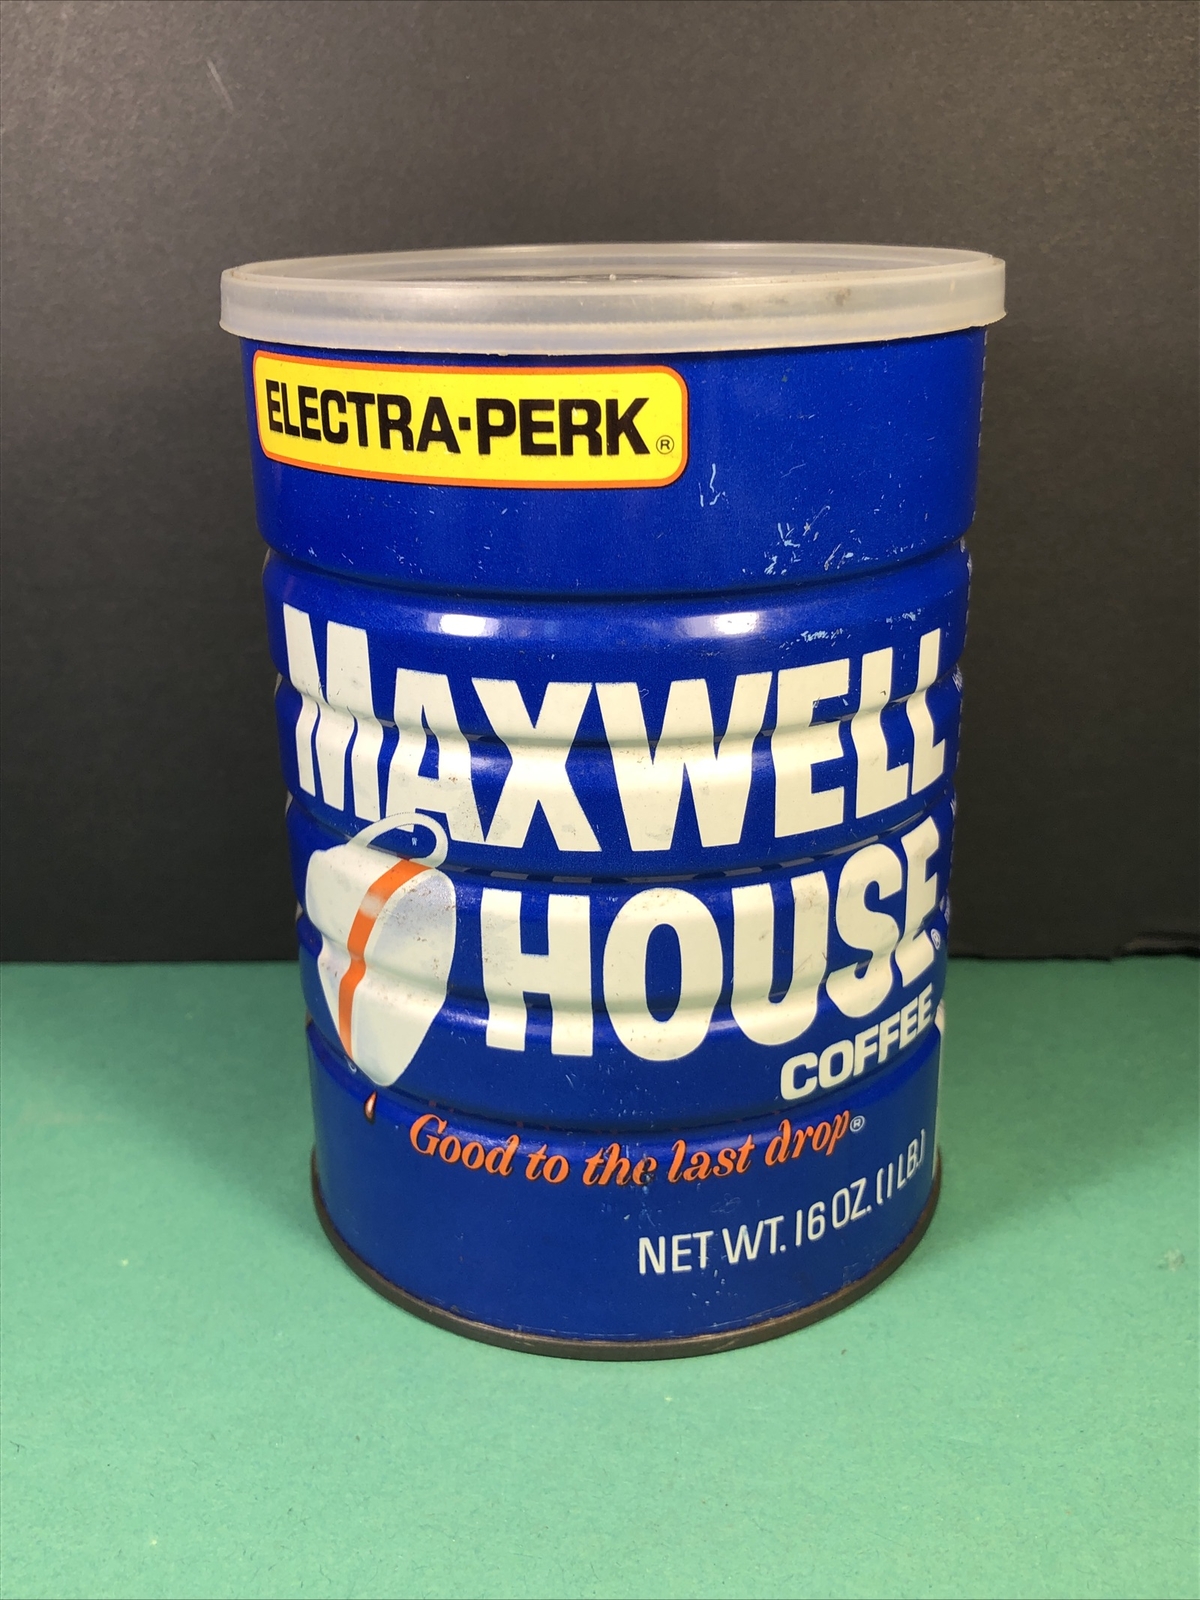 ELECTRA·PERK®
MAXWELL
HOUSE®
COFFEE
Good to the last drop®
NET WT. 16 OZ. (1 LB.)